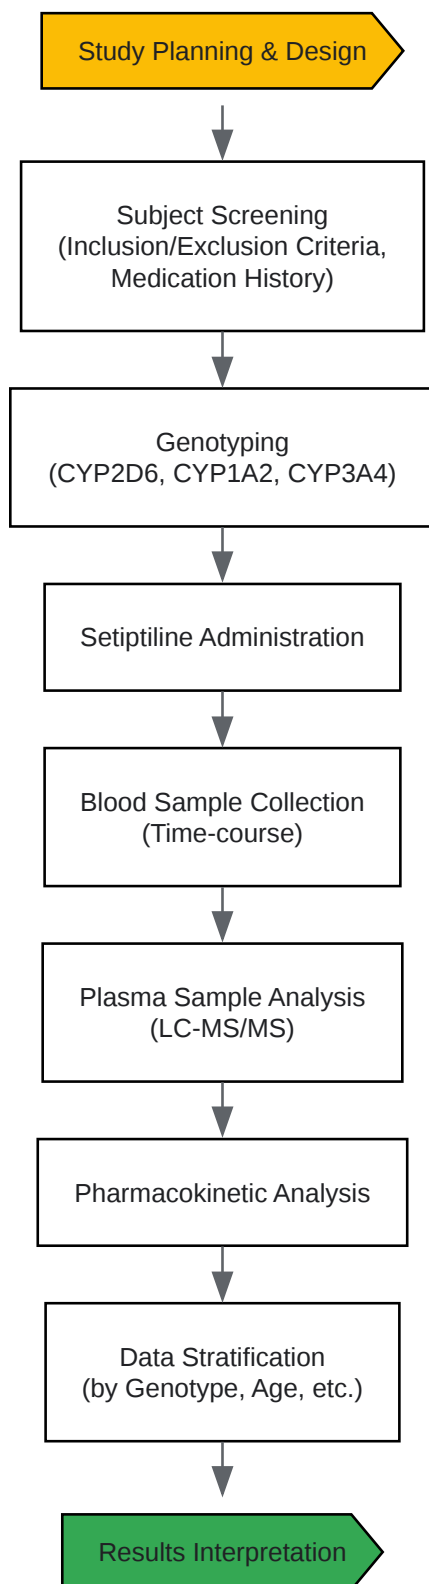 Study Planning & Design
Subject Screening
(Inclusion/Exclusion Criteria,
Medication History)
Genotyping
(CYP2D6, CYP1A2, CYP3A4)
Setiptiline Administration
Blood Sample Collection
(Time-course)
Plasma Sample Analysis
(LC-MS/MS)
Pharmacokinetic Analysis
Data Stratification
(by Genotype, Age, etc.)
Results Interpretation